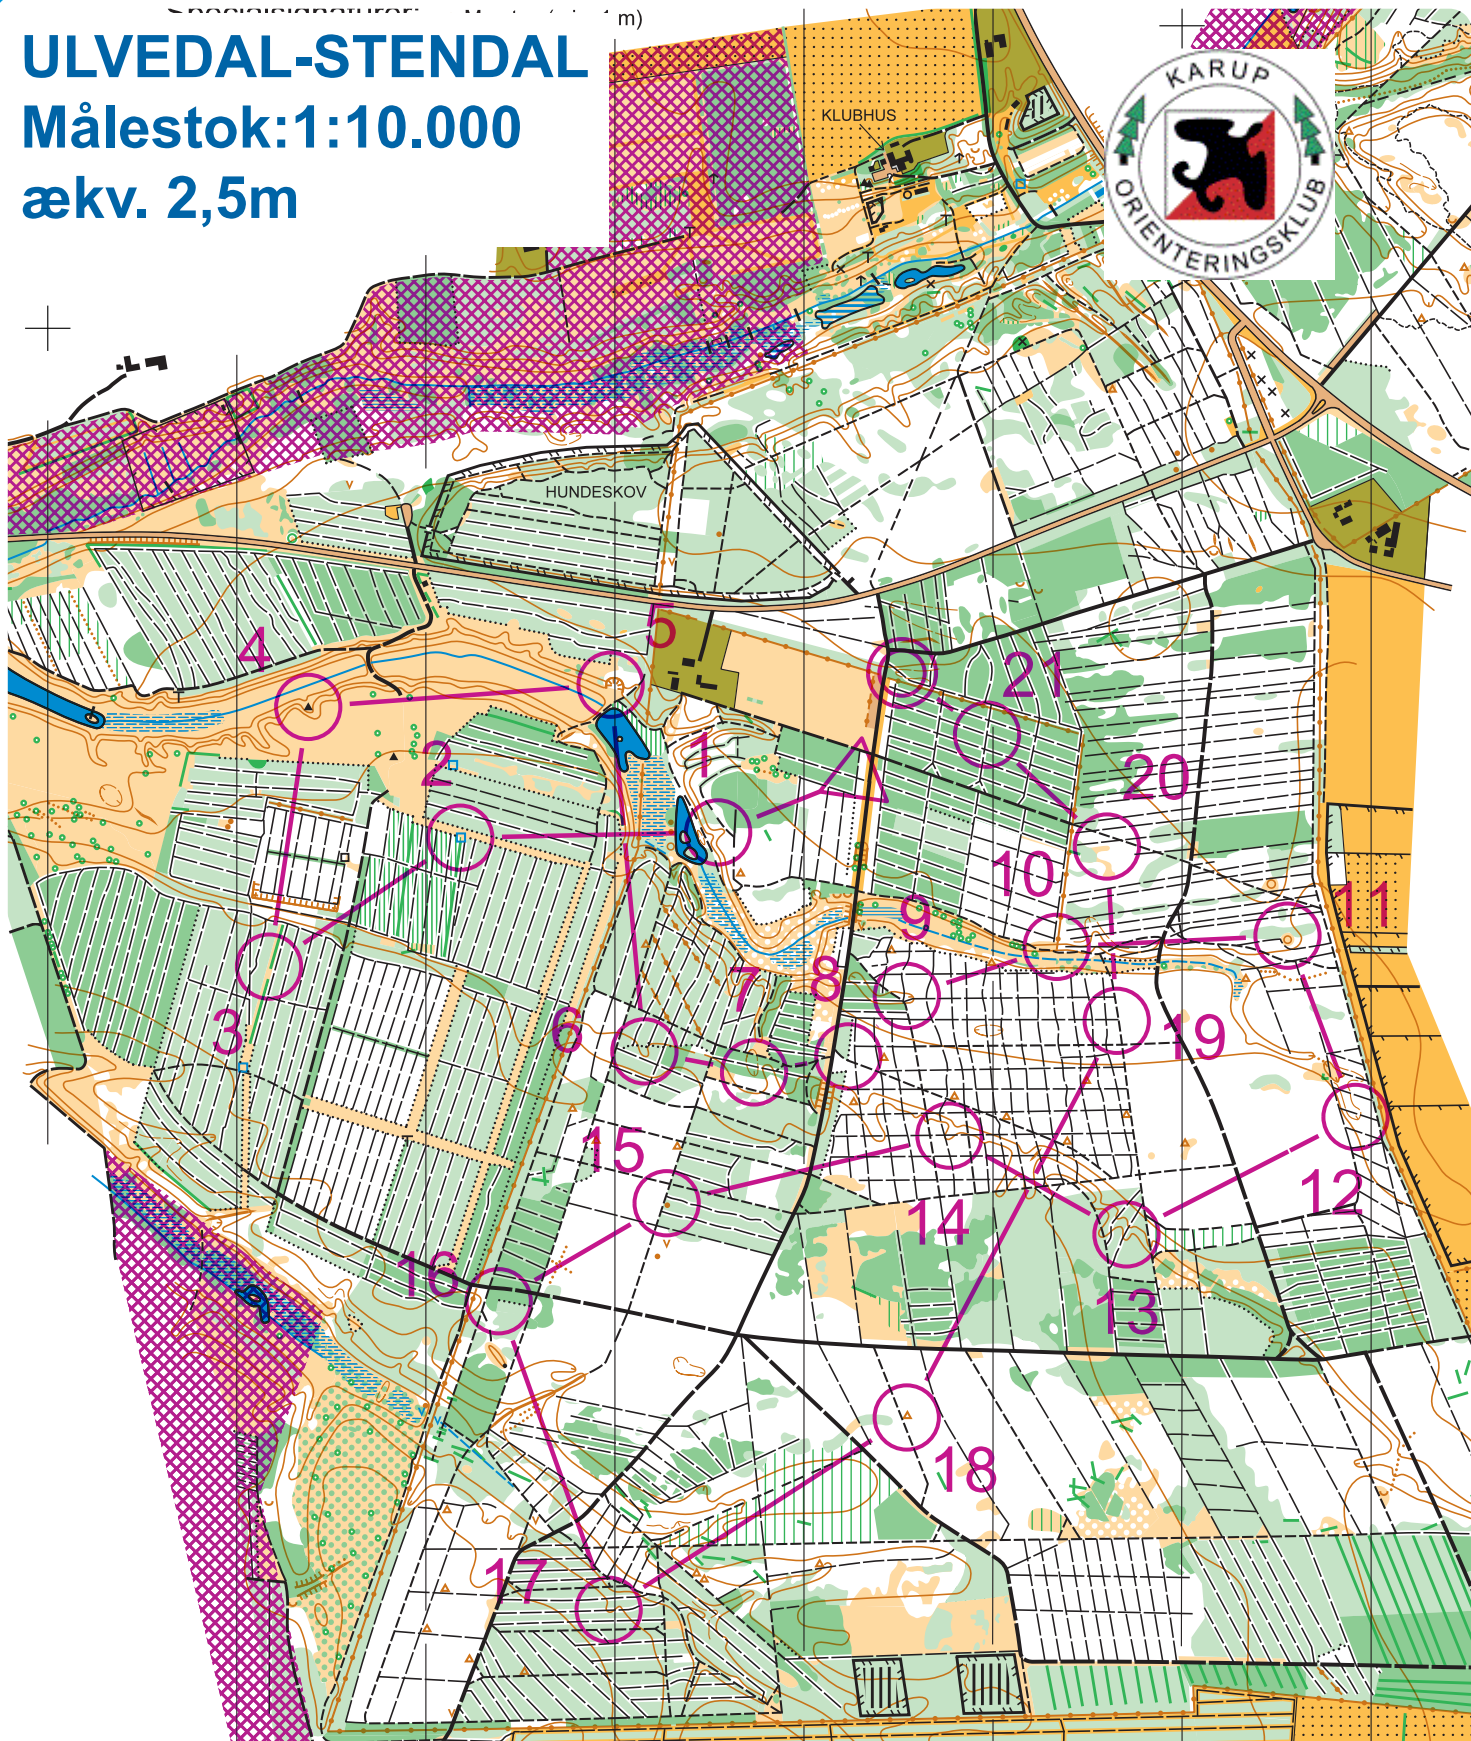 m)
ULVEDAL-STENDAL
Målestok:1:10.000
ækv. 2,5m
KLUBHUS
KARUP
ORIENTERINGSKLUB
HUNDESKOV
5
4
21
1
2
20
10
11
9
8
7
6
3
19
15
12
14
16
13
18
17